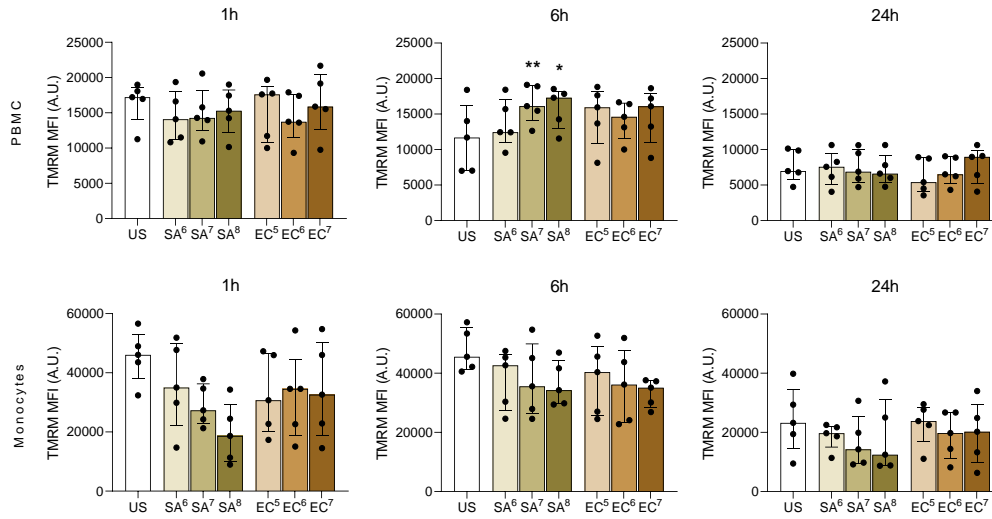 1h
6h
24h
PBMC
TMRM MFI (A.U.)
25000
20000
15000
10000
5000
0
US SA⁶ SA⁷ SA⁸ EC⁵ EC⁶ EC⁷
TMRM MFI (A.U.)
25000
20000
15000
10000
5000
0
** *
US SA⁶ SA⁷ SA⁸ EC⁵ EC⁶ EC⁷
TMRM MFI (A.U.)
25000
20000
15000
10000
5000
0
US SA⁶ SA⁷ SA⁸ EC⁵ EC⁶ EC⁷
1h
6h
24h
Monocytes
TMRM MFI (A.U.)
60000
40000
20000
0
US SA⁶ SA⁷ SA⁸ EC⁵ EC⁶ EC⁷
TMRM MFI (A.U.)
60000
40000
20000
0
US SA⁶ SA⁷ SA⁸ EC⁵ EC⁶ EC⁷
TMRM MFI (A.U.)
60000
40000
20000
0
US SA⁶ SA⁷ SA⁸ EC⁵ EC⁶ EC⁷